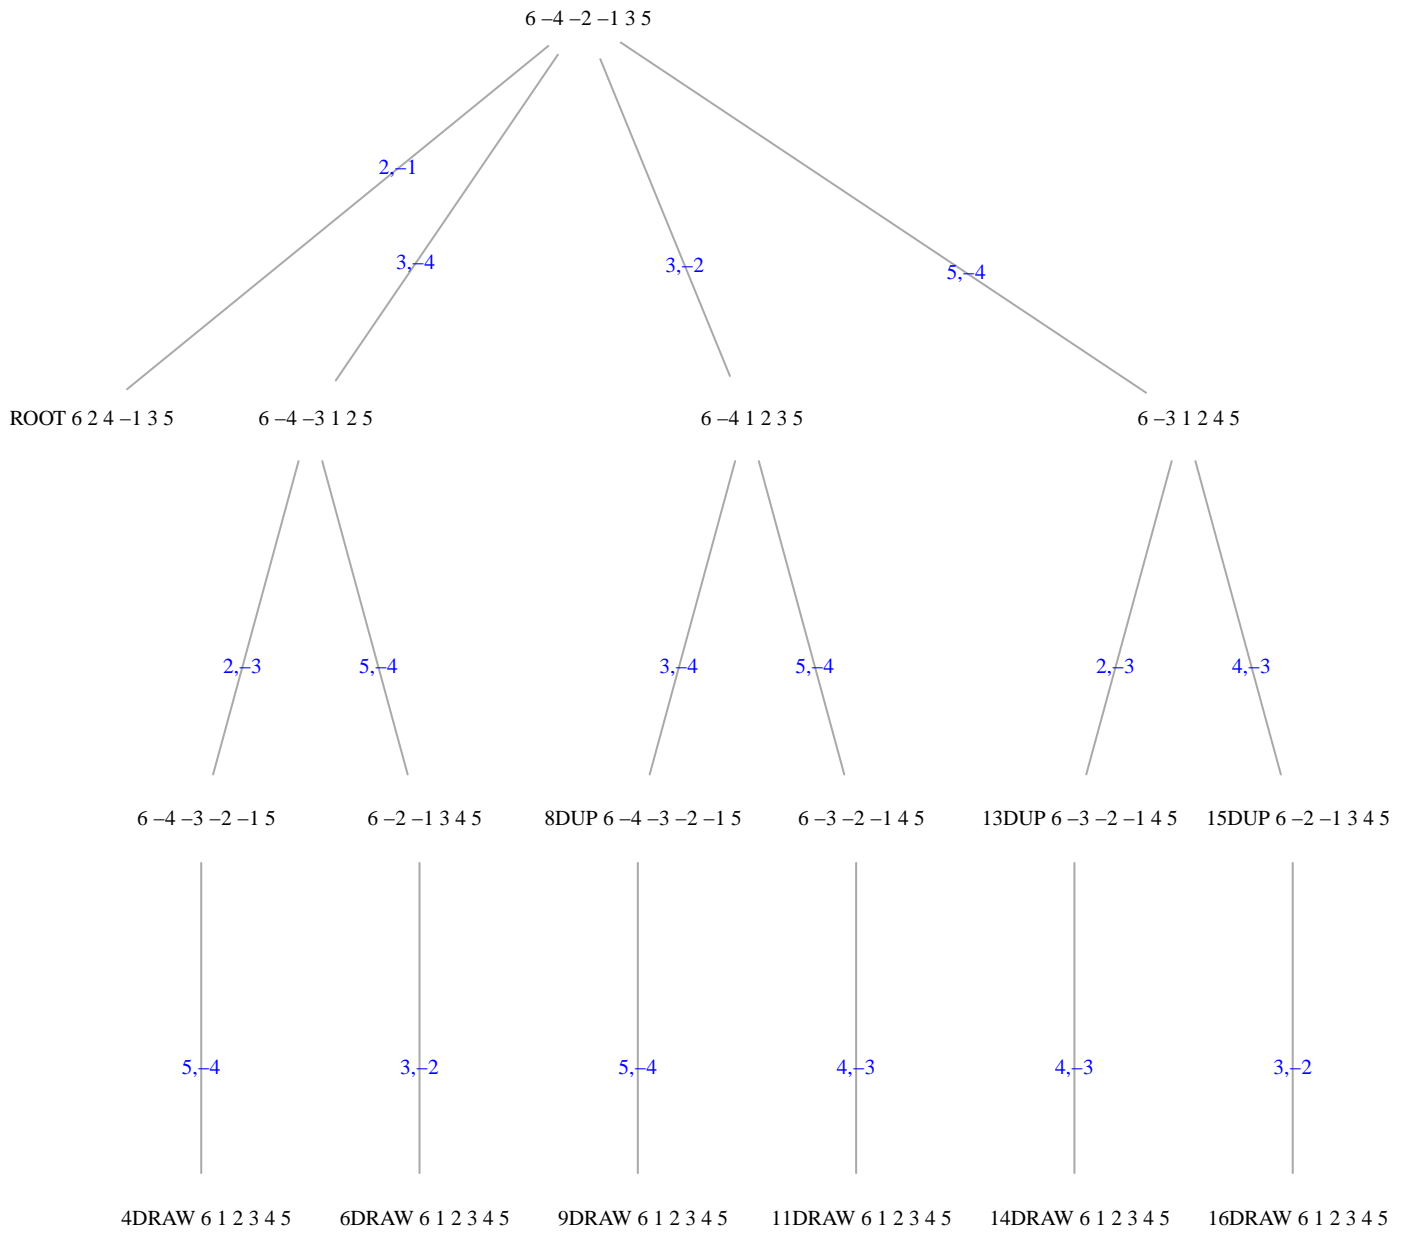 6 –4 –2 –1 3 5
2,–1
3,–4
3,–2
5,–4
ROOT 6 2 4 –1 3 5
6 –4 –3 1 2 5
6 –4 1 2 3 5
6 –3 1 2 4 5
2,–3
5,–4
3,–4
5,–4
2,–3
4,–3
6 –4 –3 –2 –1 5
6 –2 –1 3 4 5
8DUP 6 –4 –3 –2 –1 5
6 –3 –2 –1 4 5
13DUP 6 –3 –2 –1 4 5
15DUP 6 –2 –1 3 4 5
5,–4
3,–2
5,–4
4,–3
4,–3
3,–2
4DRAW 6 1 2 3 4 5
6DRAW 6 1 2 3 4 5
9DRAW 6 1 2 3 4 5
11DRAW 6 1 2 3 4 5
14DRAW 6 1 2 3 4 5
16DRAW 6 1 2 3 4 5